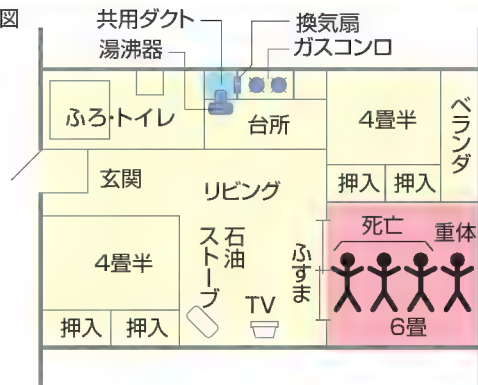 図
共用ダクト
換気扇
湯沸器
ガスコンロ
ふろ・トイレ
台所
4畳半
ベランダ
押入
押入
玄関
リビング
死亡
重体
4畳半
石油
ストーブ
ふすま
TV
6畳
押入
押入